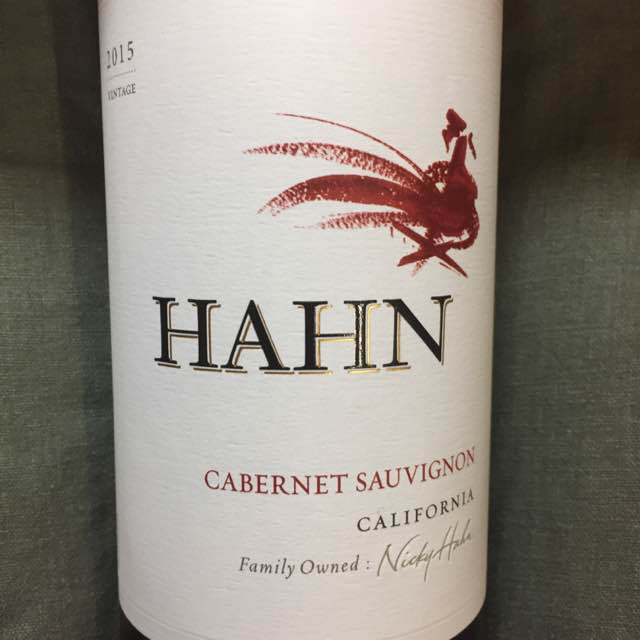 2015
VINTAGE
HAHN
CABERNET SAUVIGNON
CALIFORNIA
Family Owned : Nicky Hahn